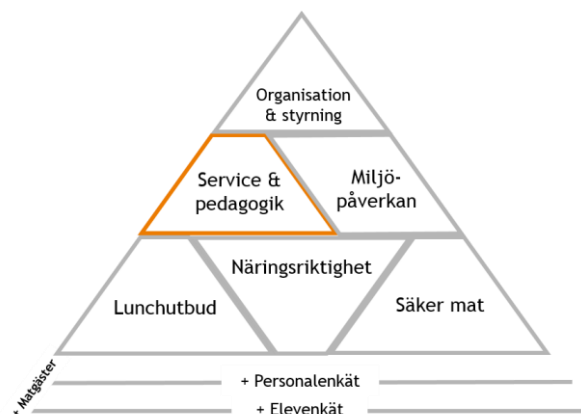 Organisation
& styrning
Service &
pedagogik
Miljö-
påverkan
Näringsriktighet
Lunchutbud
Säker mat
+ Matgäster
+ Personalenkät
+ Elevenkät